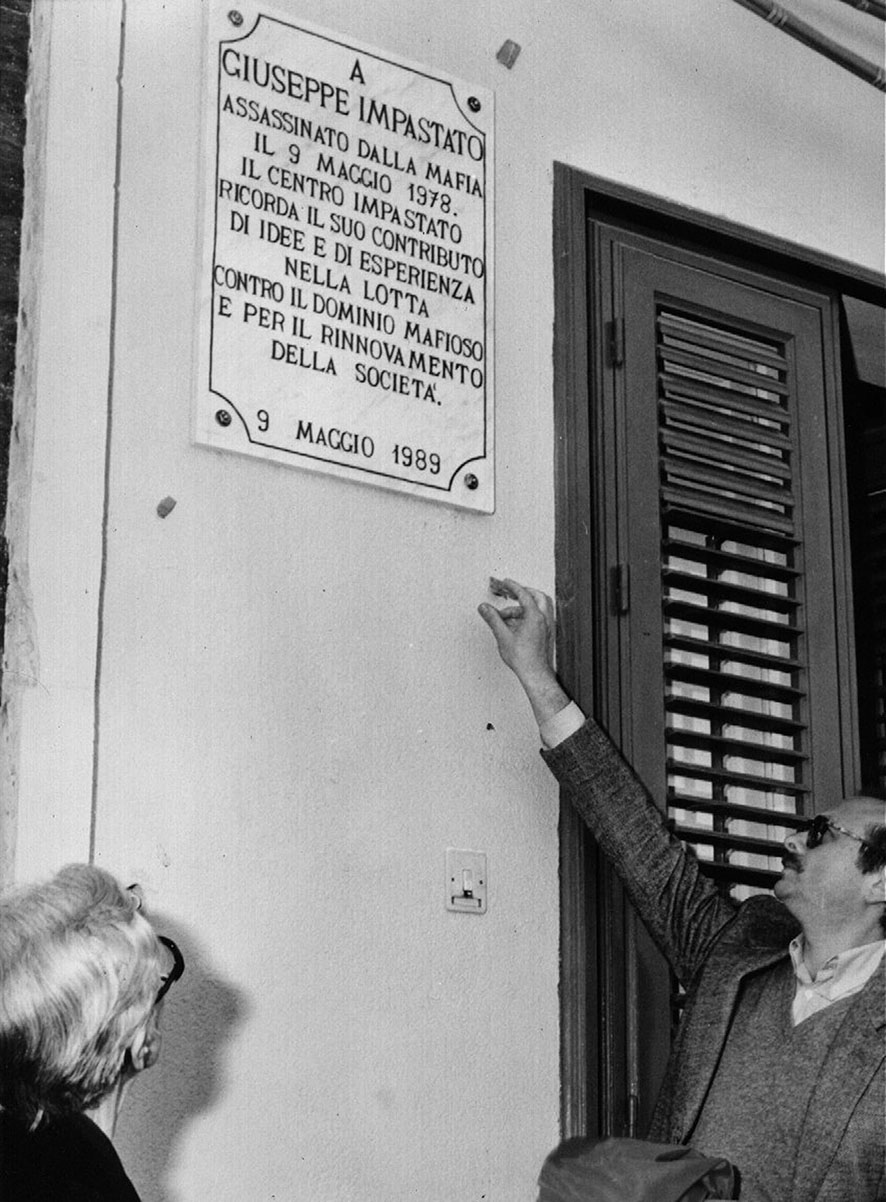 A
GIUSEPPE IMPASTATO
ASSASSINATO DALLA MAFIA
IL 9 MAGGIO 1978.
IL CENTRO IMPASTATO
RICORDA IL SUO CONTRIBUTO
DI IDEE E DI ESPERIENZA
NELLA LOTTA
CONTRO IL DOMINIO MAFIOSO
E PER IL RINNOVAMENTO
DELLA SOCIETA'.
9 MAGGIO 1989